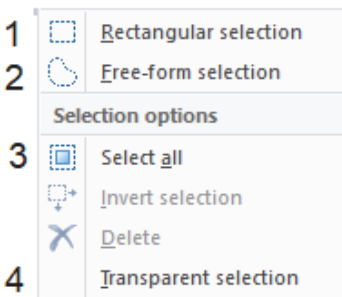 1 Rectangular selection
2 Free-form selection
Selection options
3 Select all
Invert selection
Delete
4 Transparent selection